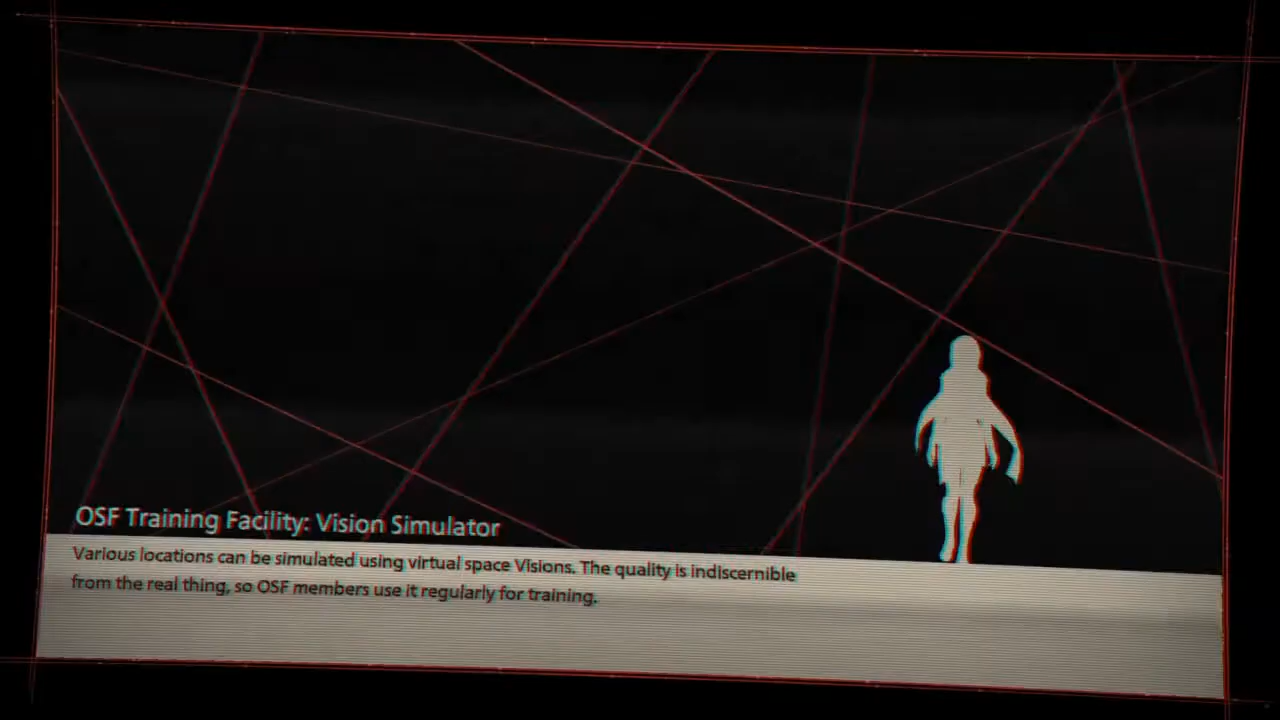 OSF Training Facility: Vision Simulator
Various locations can be simulated using virtual space Visions. The quality is indiscernible
from the real thing, so OSF members use it regularly for training.